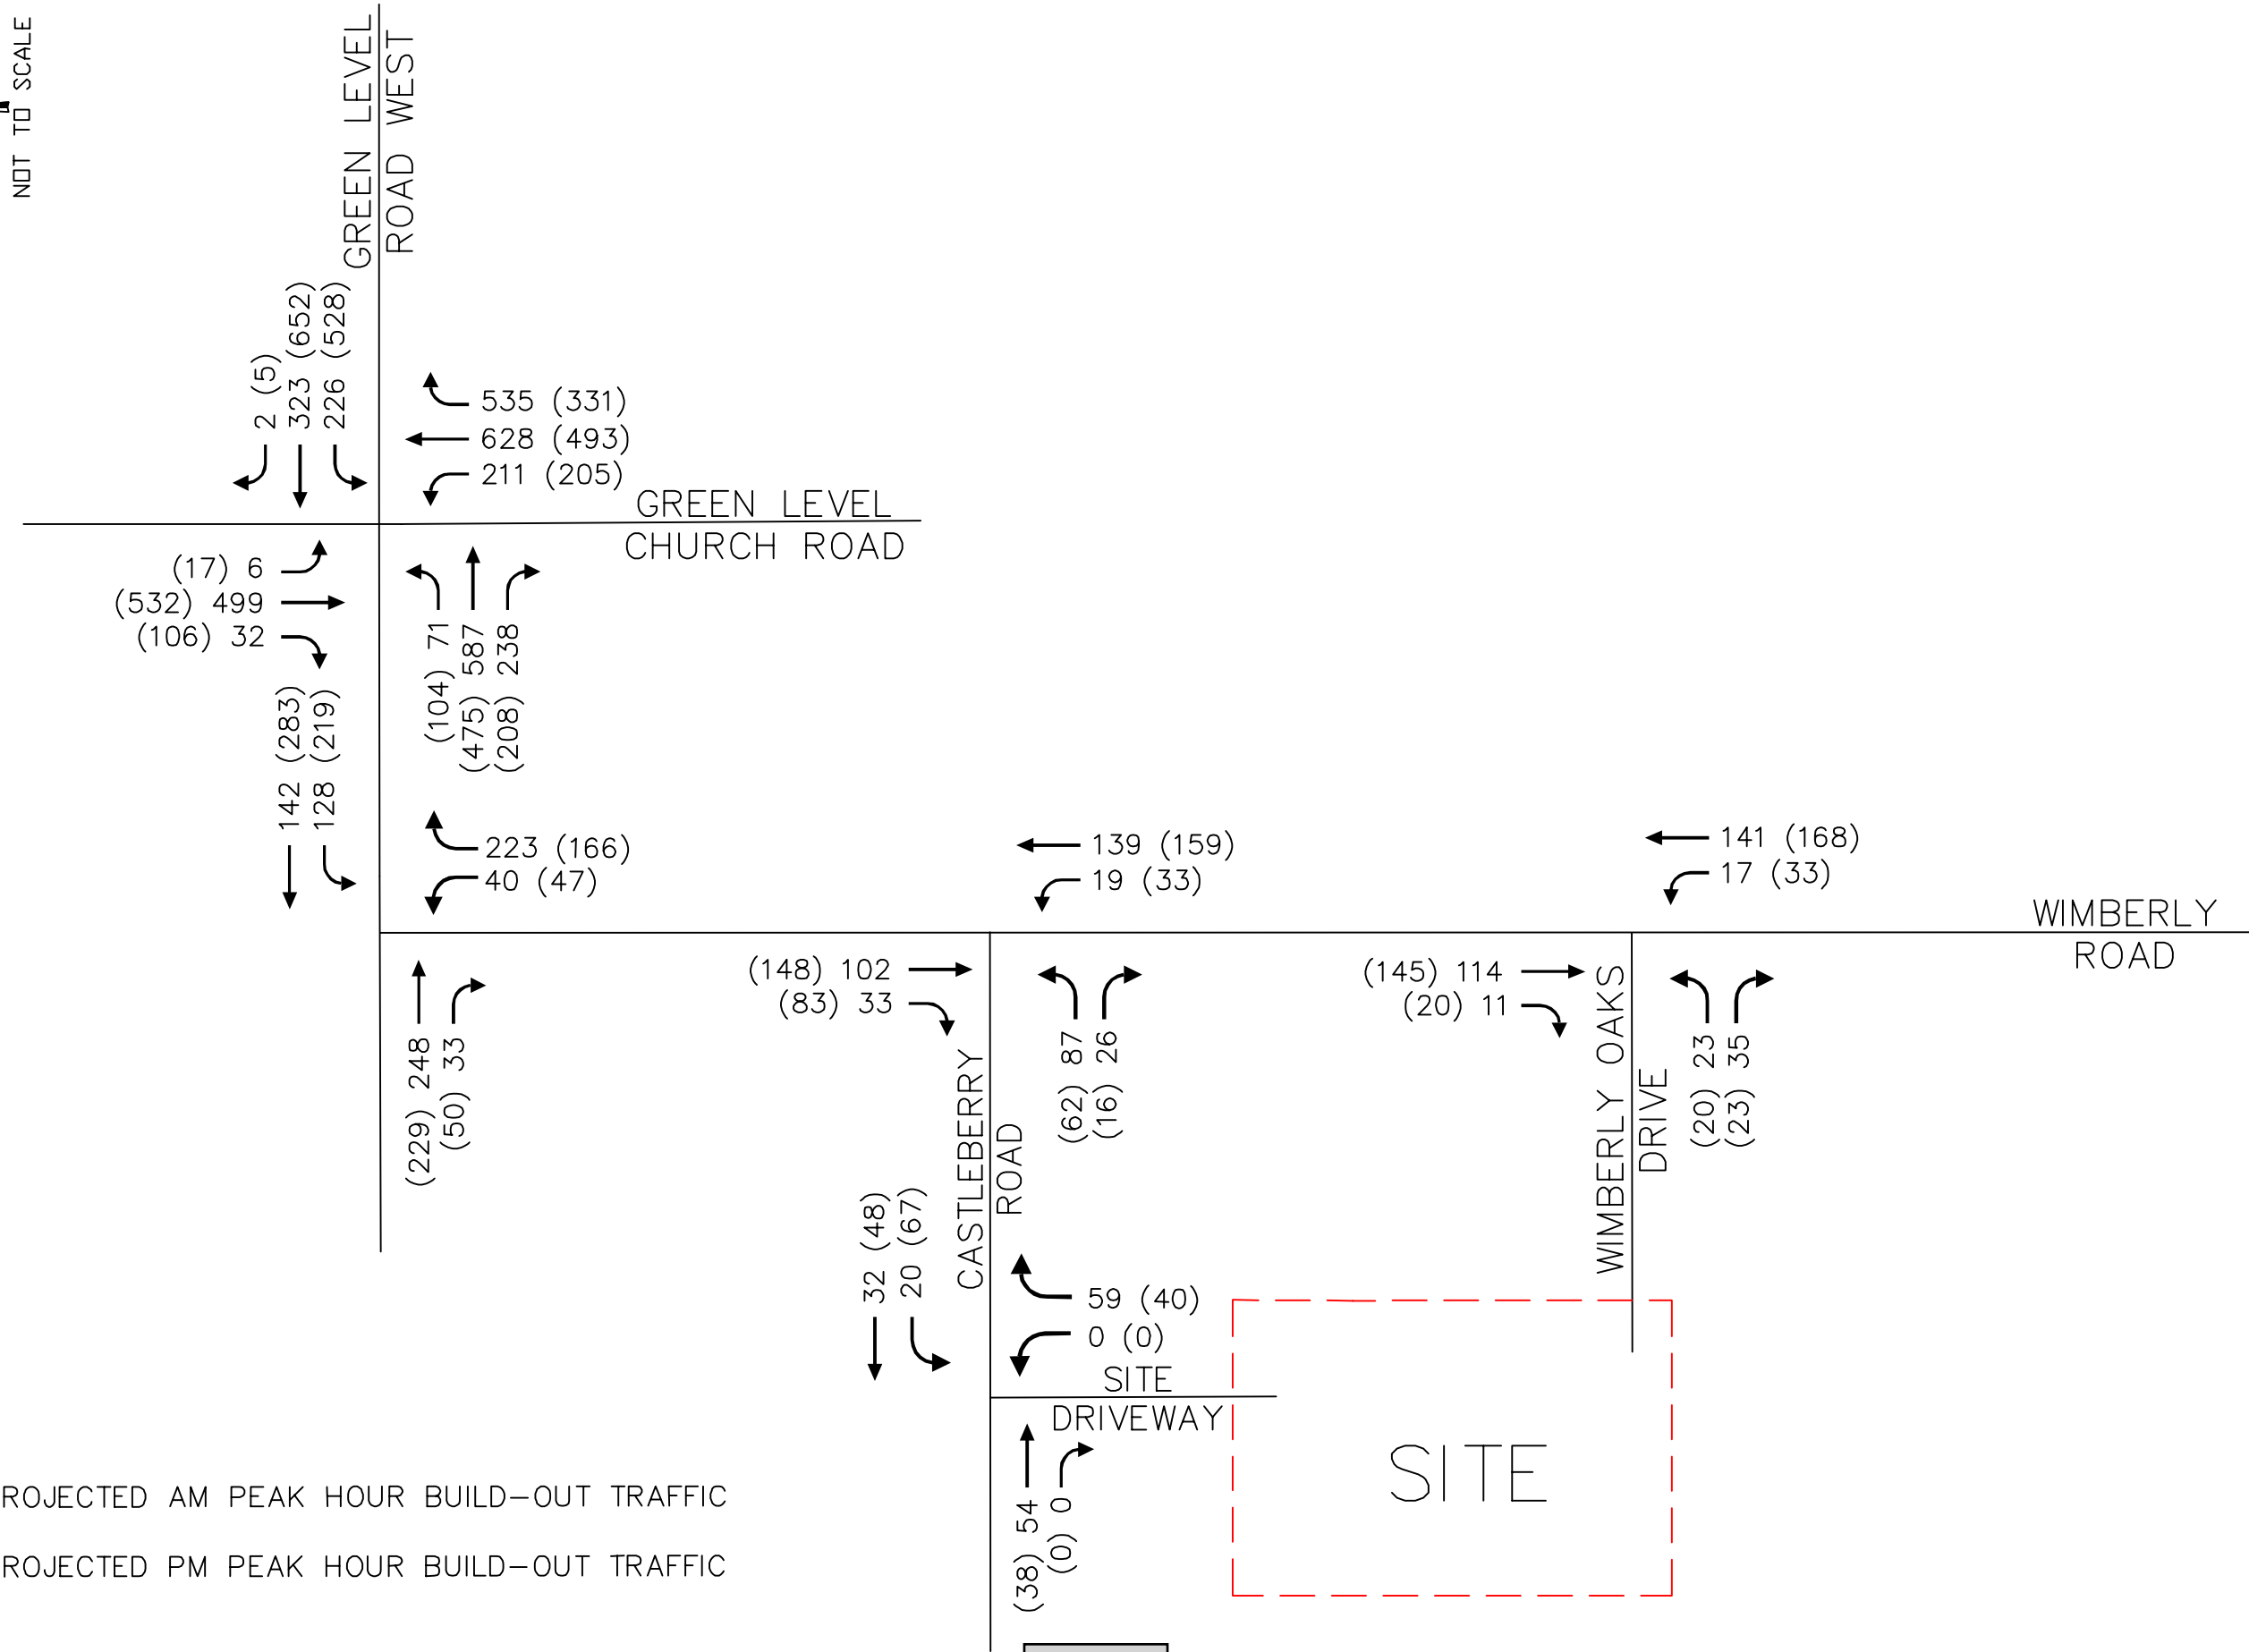 NOT TO SCALE
GREEN LEVEL
ROAD WEST
2 (5)
323 (652)
226 (528)
535 (331)
628 (493)
211 (205)
GREEN LEVEL
CHURCH ROAD
(17) 6
(532) 499
(106) 32
(104) 71
(475) 587
(208) 238
142 (283)
128 (219)
223 (166)
40 (47)
139 (159)
19 (33)
141 (168)
17 (33)
WIMBERLY
ROAD
(229) 248
(50) 33
(148) 102
(83) 33
(62) 87
(16) 26
(145) 114
(20) 11
WIMBERLY OAKS
DRIVE
(20) 23
(23) 35
CASTLEBERRY
ROAD
32 (48)
20 (67)
59 (40)
0 (0)
SITE
DRIVEWAY
(38) 54
(0) 0
SITE
ROJECTED AM PEAK HOUR BUILD-OUT TRAFFIC
ROJECTED PM PEAK HOUR BUILD-OUT TRAFFIC